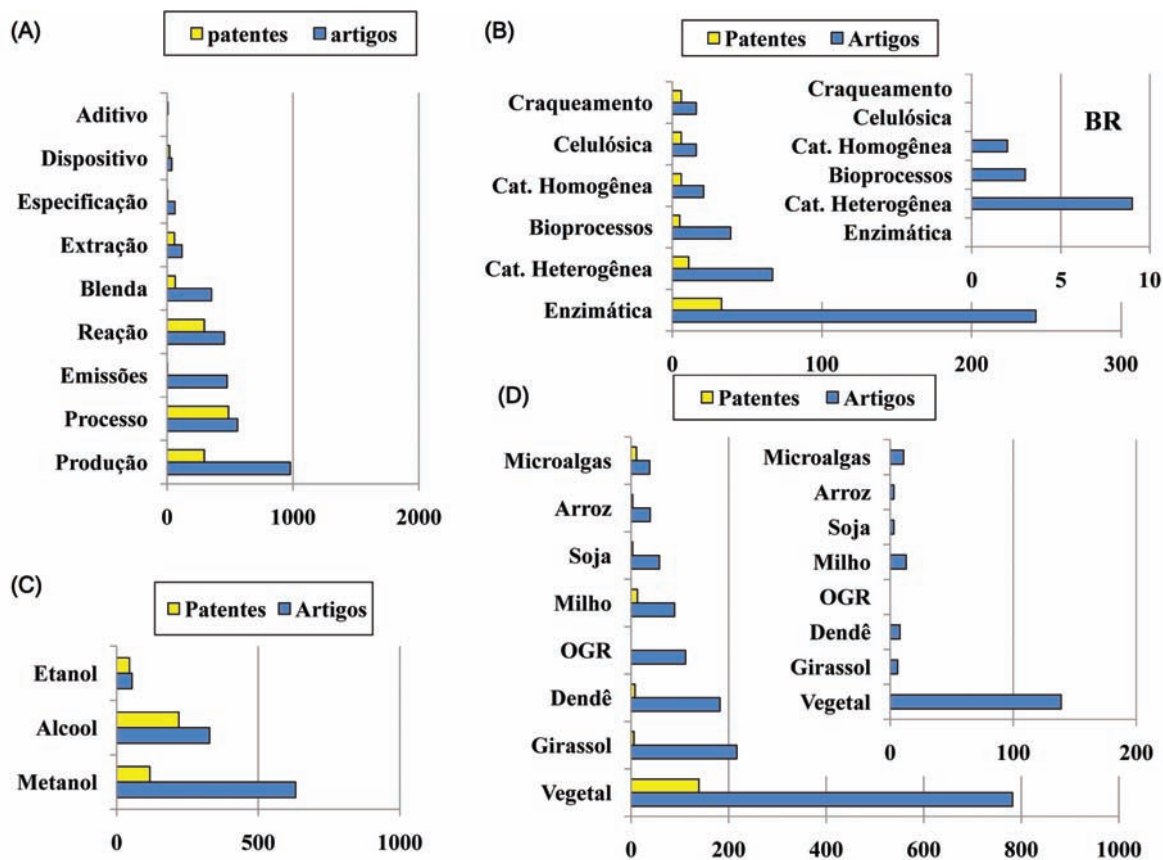 (A)
patentes artigos
Aditivo
Dispositivo
Especificação
Extração
Blenda
Reação
Emissões
Processo
Produção
0 1000 2000
(B)
Patentes Artigos
Craqueamento
Celulósica
Cat. Homogênea
Bioprocessos
Cat. Heterogênea
Enzimática
0 100 200 300
BR
Craqueamento
Celulósica
Cat. Homogênea
Bioprocessos
Cat. Heterogênea
Enzimática
0 5 10
(C)
Patentes Artigos
Etanol
Alcool
Metanol
0 500 1000
(D)
Patentes Artigos
Microalgas
Arroz
Soja
Milho
OGR
Dendê
Girassol
Vegetal
0 200 400 600 800 1000
Microalgas
Arroz
Soja
Milho
OGR
Dendê
Girassol
Vegetal
0 100 200